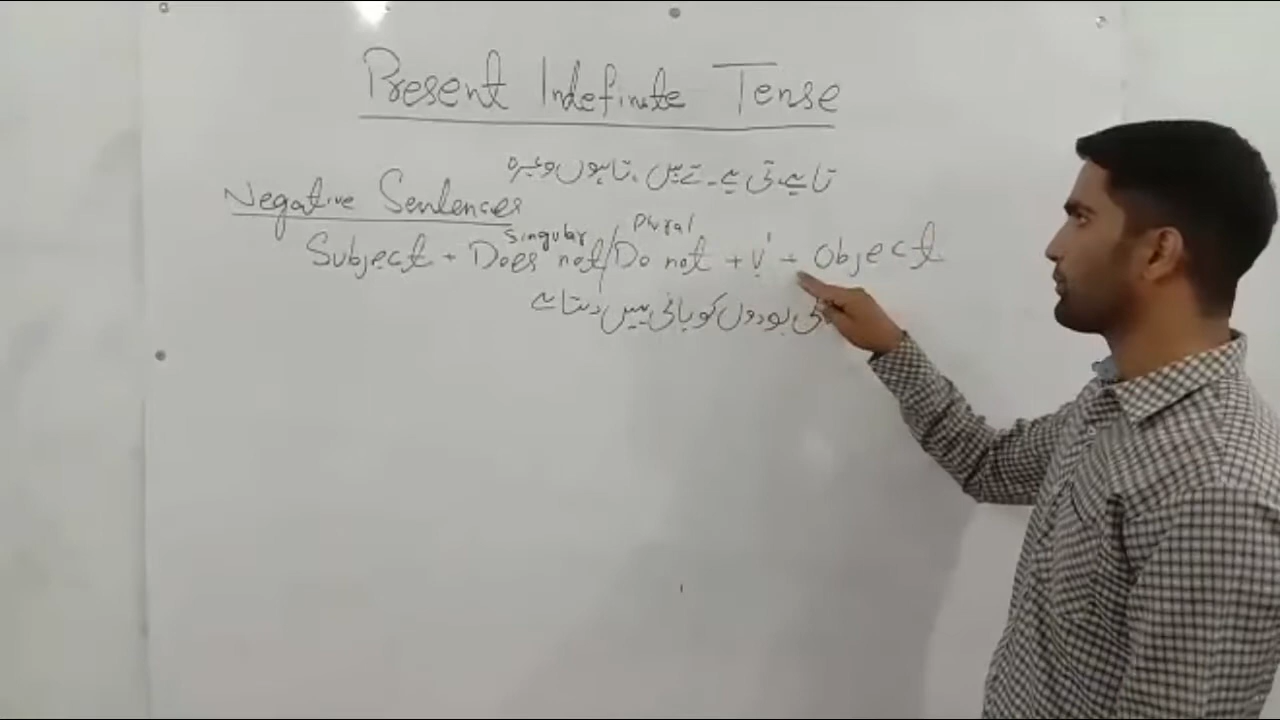 Present Indefinite Tense
تا ہے، تی ہے، تے ہیں، تا ہوں وغیرہ
Negative Sentences
Singular / Plural
Subject + Does not/Do not + V¹ + Object
پودوں کو پانی نہیں دیتا ہے